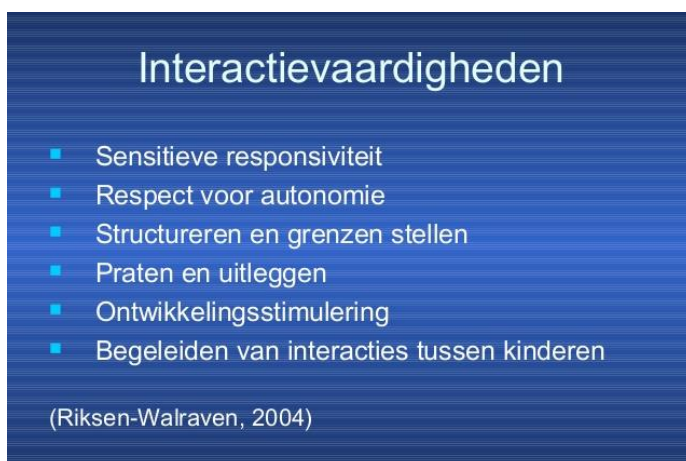 Interactievaardigheden
Sensitieve responsiviteit
Respect voor autonomie
Structureren en grenzen stellen
Praten en uitleggen
Ontwikkelingsstimulering
Begeleiden van interacties tussen kinderen
(Riksen-Walraven, 2004)